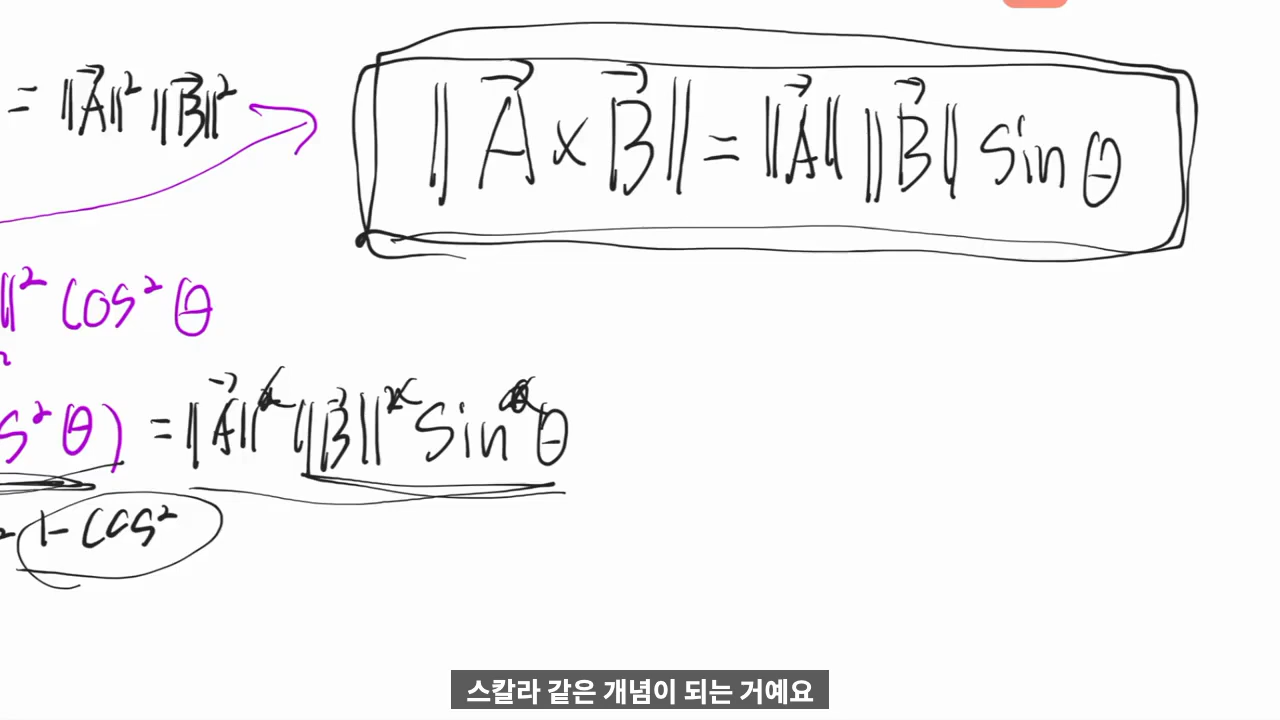 = ‖A⃗‖² ‖B⃗‖²
‖A⃗ × B⃗‖ = ‖A⃗‖ ‖B⃗‖ sin θ
‖² cos² θ
2
s² θ) = ‖A⃗‖² ‖B⃗‖² sin² θ
1- cos²
스칼라 같은 개념이 되는 거예요